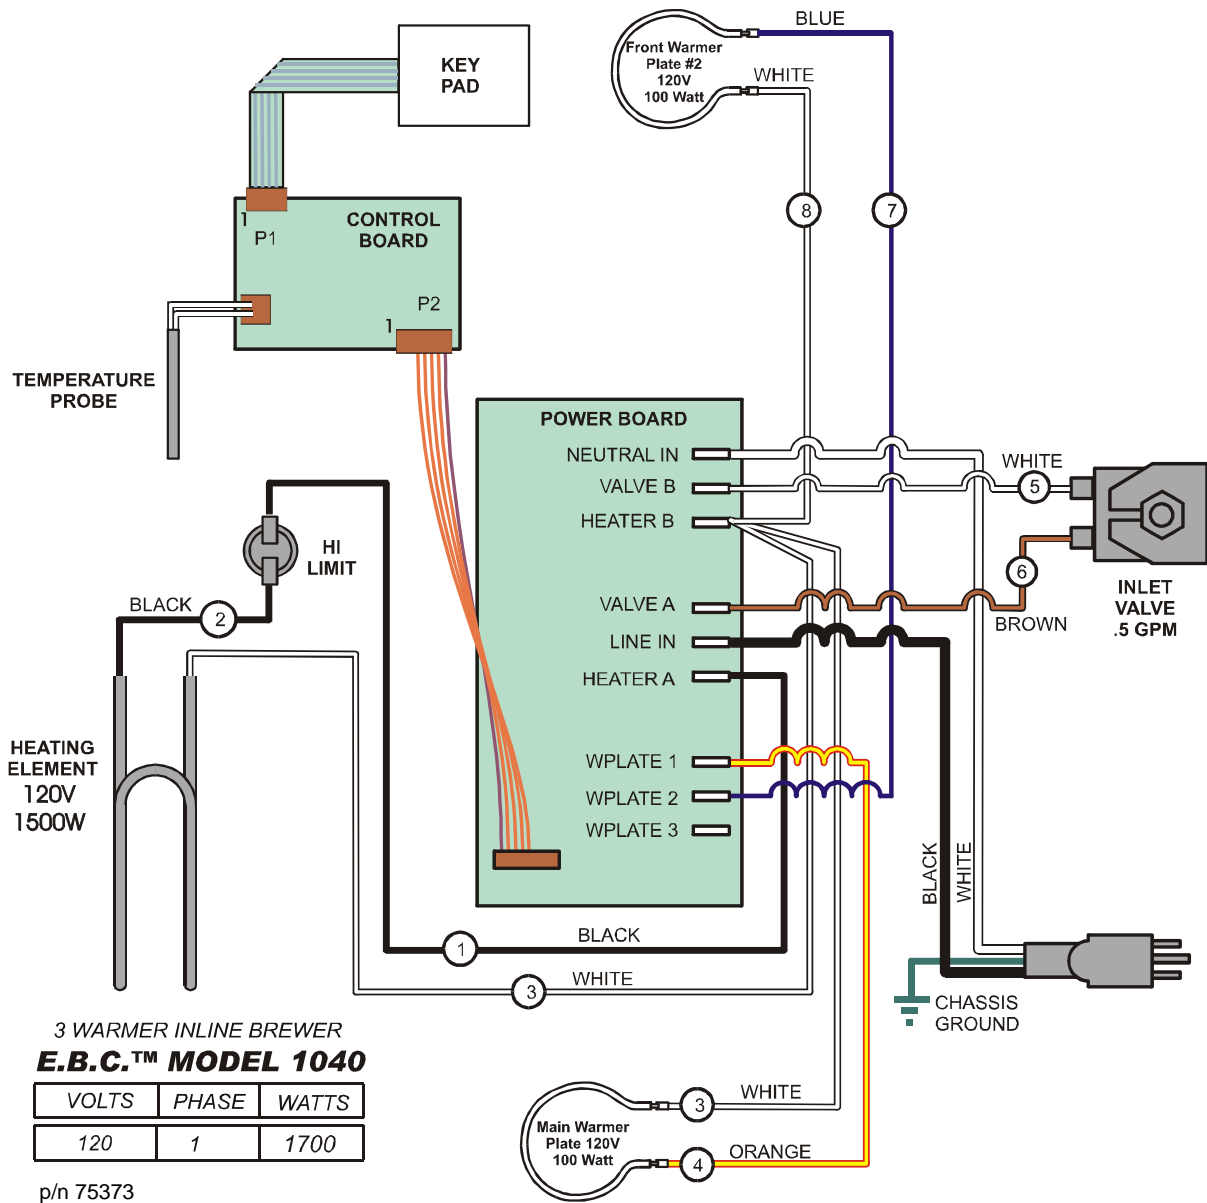 BLUE
Front Warmer
Plate #2
120V
100 Watt
WHITE
KEY
PAD
8
7
1
P1
CONTROL
BOARD
P2
1
TEMPERATURE
PROBE
POWER BOARD
NEUTRAL IN
VALVE B
HEATER B
VALVE A
LINE IN
HEATER A
WPLATE 1
WPLATE 2
WPLATE 3
WHITE
5
6
BROWN
INLET
VALVE
.5 GPM
HI
LIMIT
BLACK
2
HEATING
ELEMENT
120V
1500W
BLACK
WHITE
1
BLACK
3
WHITE
CHASSIS
GROUND
3 WARMER INLINE BREWER
E.B.C.™ MODEL 1040
VOLTS PHASE WATTS
120 1 1700
p/n 75373
Main Warmer
Plate 120V
100 Watt
3
WHITE
4
ORANGE